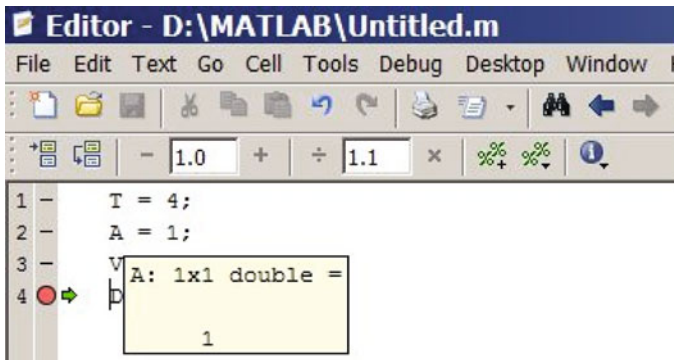 Editor - D:\MATLAB\Untitled.m
File Edit Text Go Cell Tools Debug Desktop Window
- 1.0 + ÷ 1.1 ×
1 - T = 4;
2 - A = 1;
3 - V
4 D
A: 1x1 double =
1